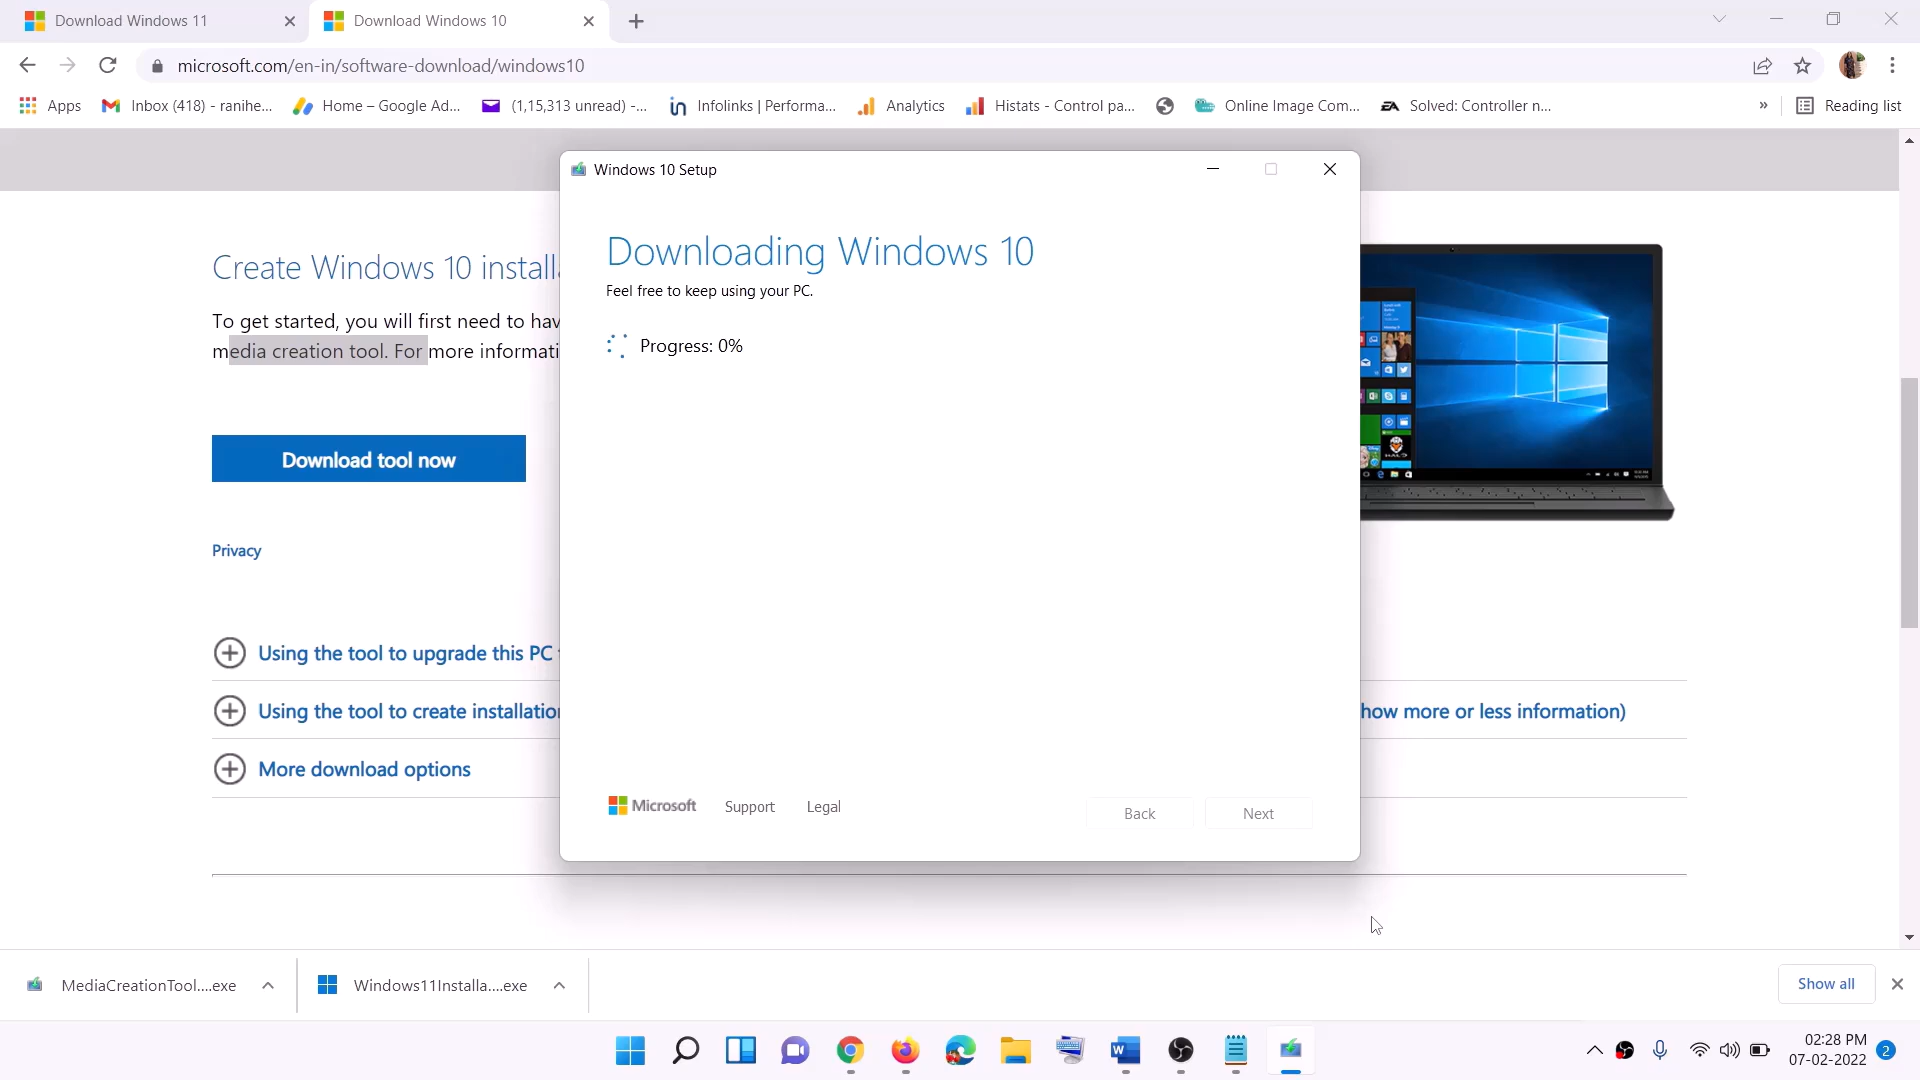 Download Windows 11
Download Windows 10
microsoft.com/en-in/software-download/windows10
Apps
Inbox (418) - ranihe...
Home – Google Ad...
(1,15,313 unread) -...
Infolinks | Performa...
Analytics
Histats - Control pa...
Online Image Com...
Solved: Controller n...
»
Reading list
Windows 10 Setup
Downloading Windows 10
Feel free to keep using your PC.
Progress: 0%
Create Windows 10 install
To get started, you will first need to hav
media creation tool. For more informati
Download tool now
Privacy
Using the tool to upgrade this PC
Using the tool to create installation
how more or less information)
More download options
Microsoft
Support
Legal
Back
Next
MediaCreationTool....exe
Windows11Installa....exe
Show all
02:28 PM
07-02-2022
2